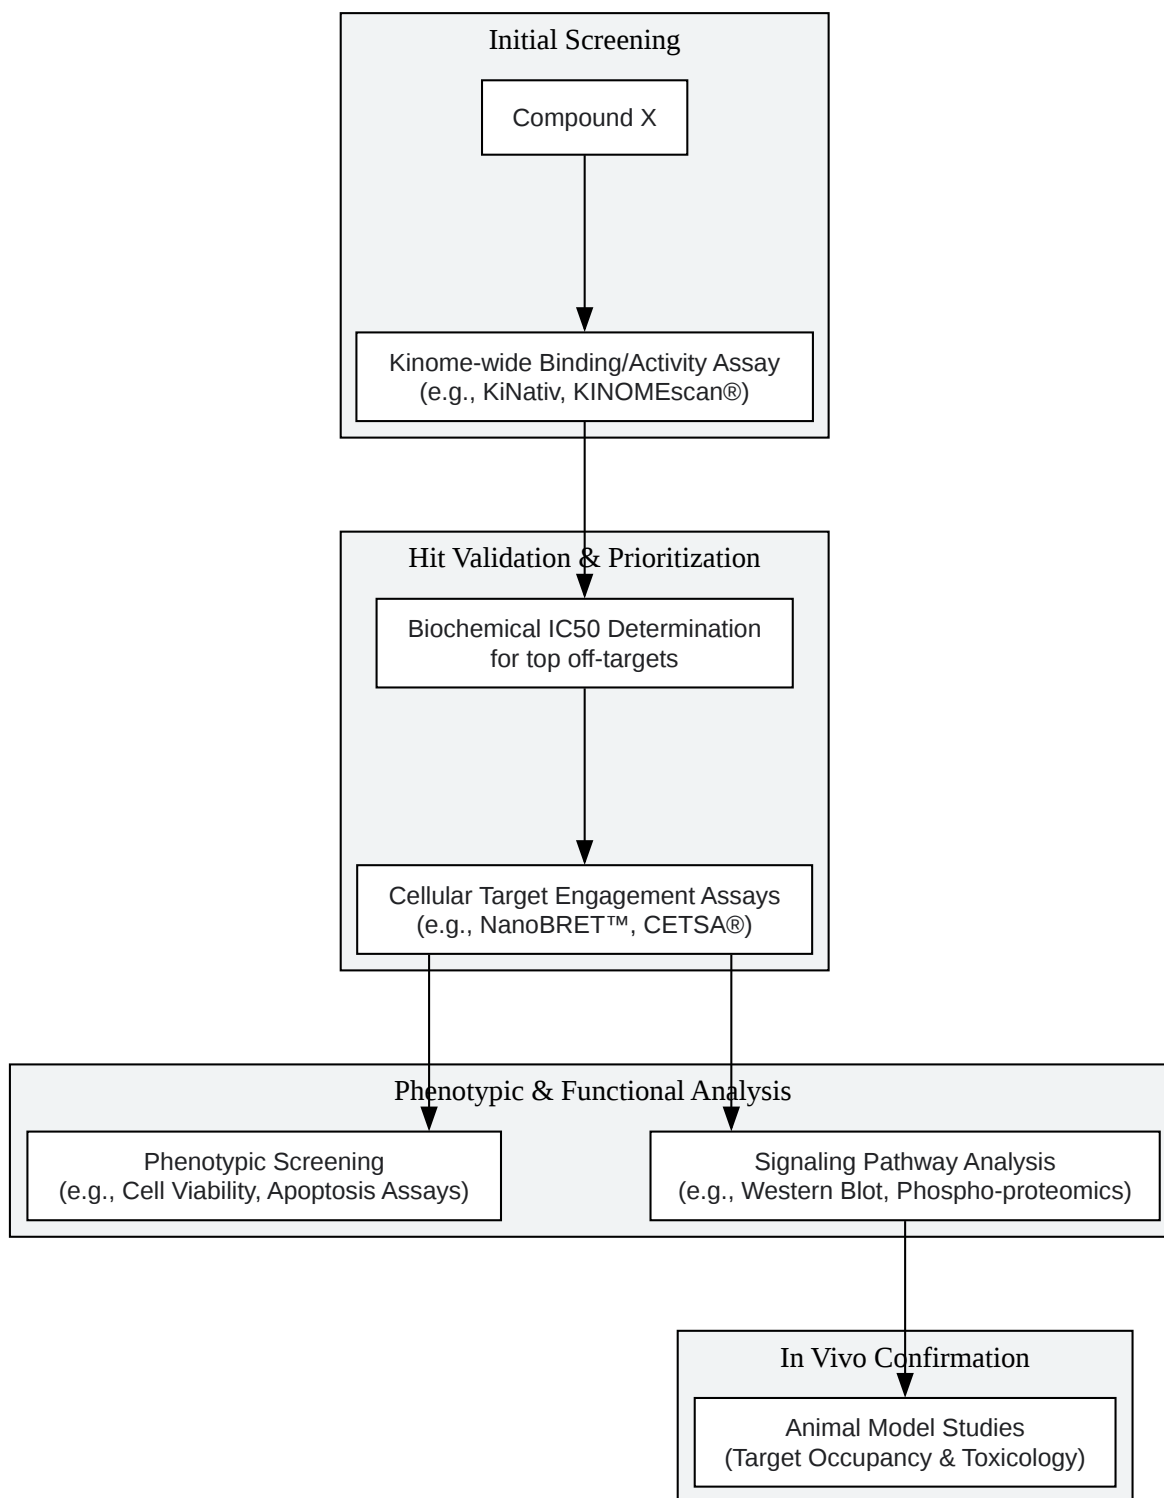 Initial Screening
Compound X
Kinome-wide Binding/Activity Assay
(e.g., KiNativ, KINOMEscan®)
Hit Validation & Prioritization
Biochemical IC50 Determination
for top off-targets
Cellular Target Engagement Assays
(e.g., NanoBRET™, CETSA®)
Phenotypic & Functional Analysis
Phenotypic Screening
(e.g., Cell Viability, Apoptosis Assays)
Signaling Pathway Analysis
(e.g., Western Blot, Phospho-proteomics)
In Vivo Confirmation
Animal Model Studies
(Target Occupancy & Toxicology)